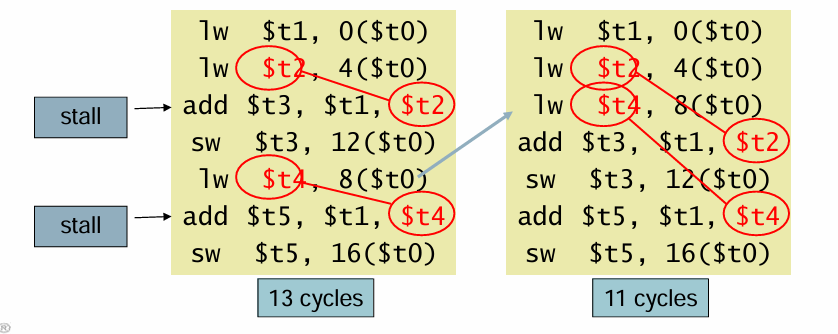 lw $t1, 0($t0)
lw $t2, 4($t0)
stall
add $t3, $t1, $t2
sw $t3, 12($t0)
lw $t4, 8($t0)
stall
add $t5, $t1, $t4
sw $t5, 16($t0)
13 cycles
lw $t1, 0($t0)
lw $t2, 4($t0)
lw $t4, 8($t0)
add $t3, $t1, $t2
sw $t3, 12($t0)
add $t5, $t1, $t4
sw $t5, 16($t0)
11 cycles
®